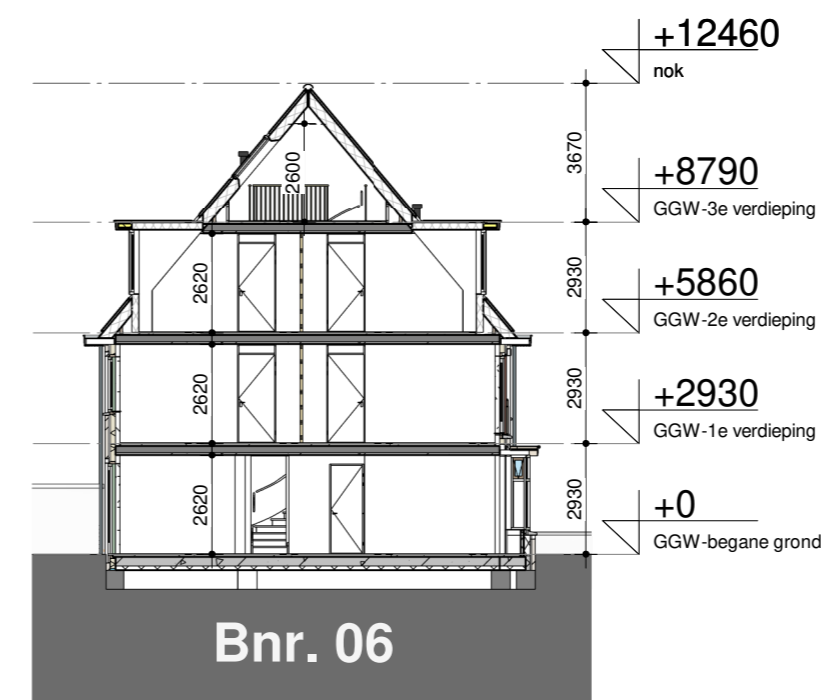 +12460
nok
3670
2600
+8790
GGW-3e verdieping
2620
2930
+5860
GGW-2e verdieping
2620
2930
+2930
GGW-1e verdieping
2620
2930
+0
GGW-begane grond
Bnr. 06